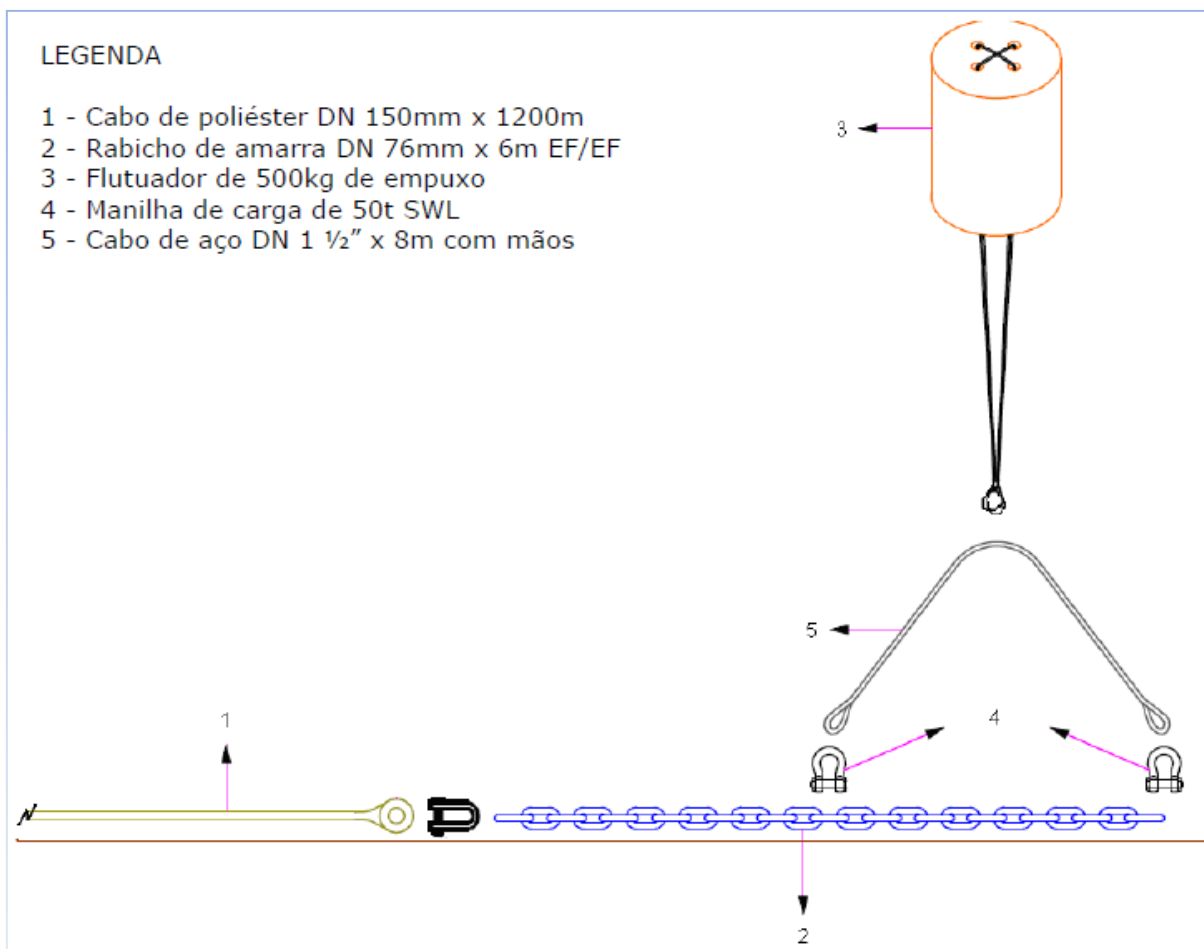 LEGENDA
1 - Cabo de poliéster DN 150mm x 1200m
2 - Rabicho de amarra DN 76mm x 6m EF/EF
3 - Flutuador de 500kg de empuxo
4 - Manilha de carga de 50t SWL
5 - Cabo de aço DN 1 ½” x 8m com mãos
3
5
4
1
2